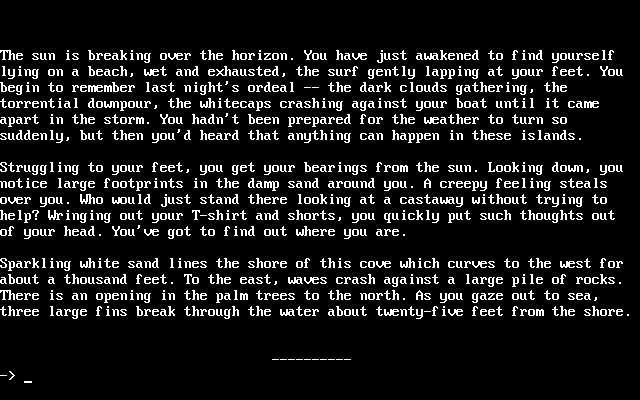 The sun is breaking over the horizon. You have just awakened to find yourself
lying on a beach, wet and exhausted, the surf gently lapping at your feet. You
begin to remember last night's ordeal -- the dark clouds gathering, the
torrential downpour, the whitecaps crashing against your boat until it came
apart in the storm. You hadn't been prepared for the weather to turn so
suddenly, but then you'd heard that anything can happen in these islands.

Struggling to your feet, you get your bearings from the sun. Looking down, you
notice large footprints in the damp sand around you. A creepy feeling steals
over you. Who would just stand there looking at a castaway without trying to
help? Wringing out your T-shirt and shorts, you quickly put such thoughts out
of your head. You've got to find out where you are.

Sparkling white sand lines the shore of this cove which curves to the west for
about a thousand feet. To the east, waves crash against a large pile of rocks.
There is an opening in the palm trees to the north. As you gaze out to sea,
three large fins break through the water about twenty-five feet from the shore.

__________
-> _